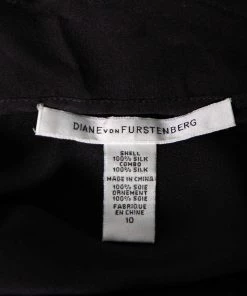 DIANE VON FURSTENBERG
SHELL
100% SILK
COMBO
100% SILK
MADE IN CHINA
100% SOIE
ORNEMENT
100% SOIE
FABRIQUE
EN CHINE
10